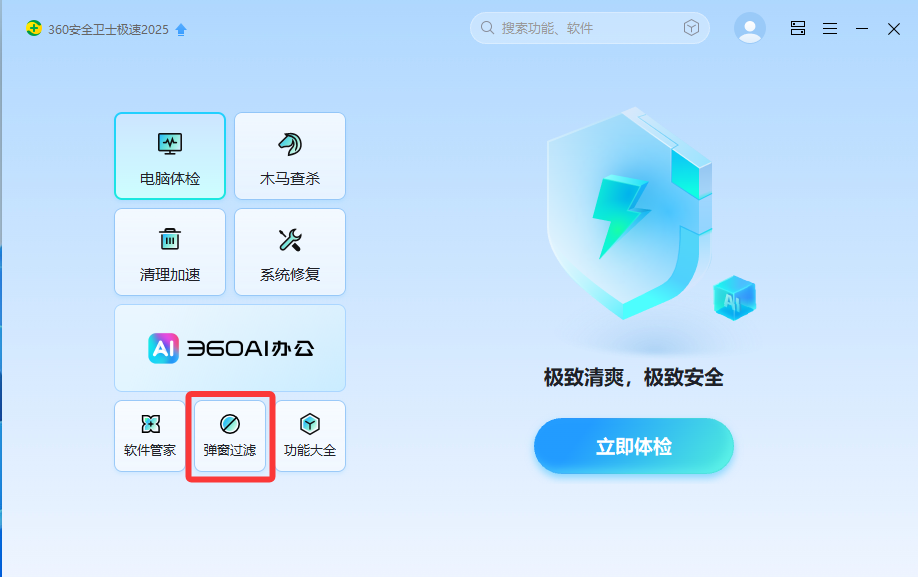 360安全卫士极速2025
搜索功能、软件
电脑体检
木马查杀
清理加速
系统修复
AI 360AI办公
软件管家
弹窗过滤
功能大全
AI
极致清爽，极致安全
立即体检